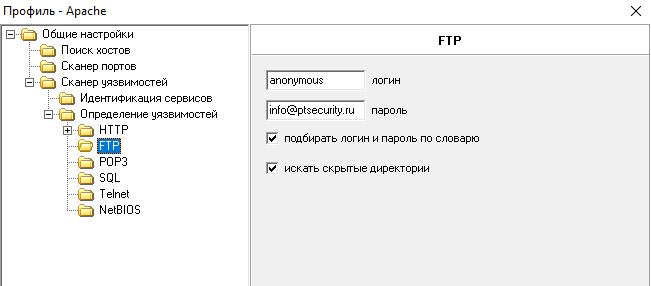 Профиль - Apache
Общие настройки
Поиск хостов
Сканер портов
Сканер уязвимостей
Идентификация сервисов
Определение уязвимостей
HTTP
FTP
POP3
SQL
Telnet
NetBIOS
FTP
anonymous логин
info@ptsecurity.ru пароль
подбирать логин и пароль по словарю
искать скрытые директории